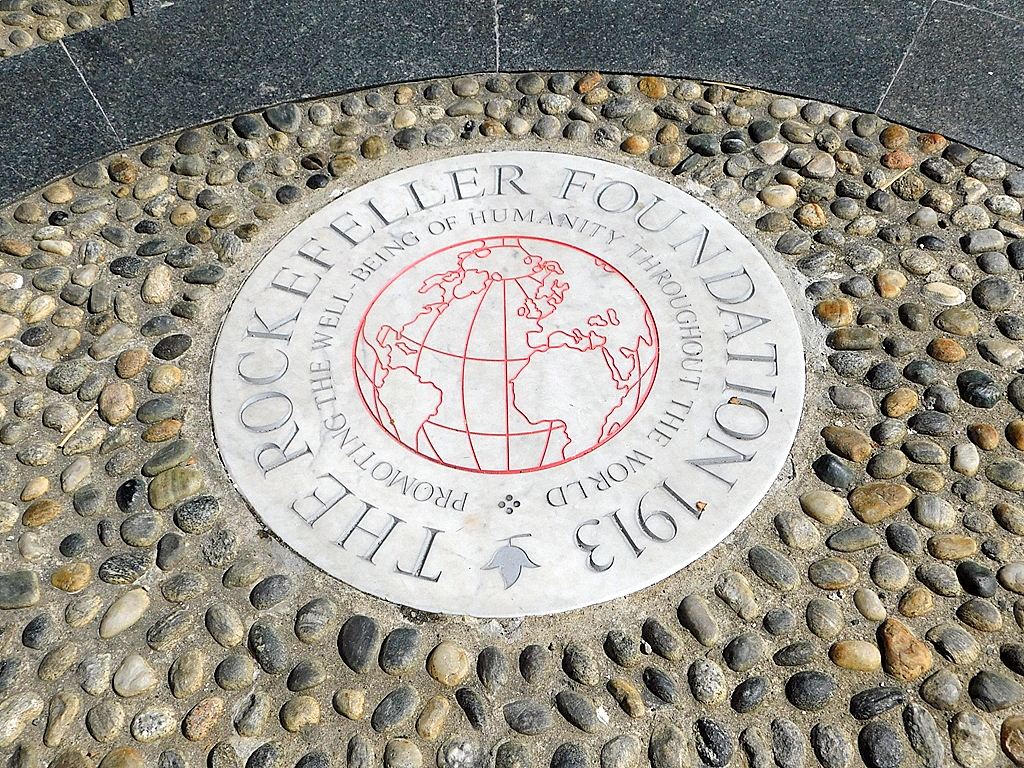 THE ROCKEFELLER FOUNDATION 1913
PROMOTING THE WELL-BEING OF HUMANITY THROUGHOUT THE WORLD